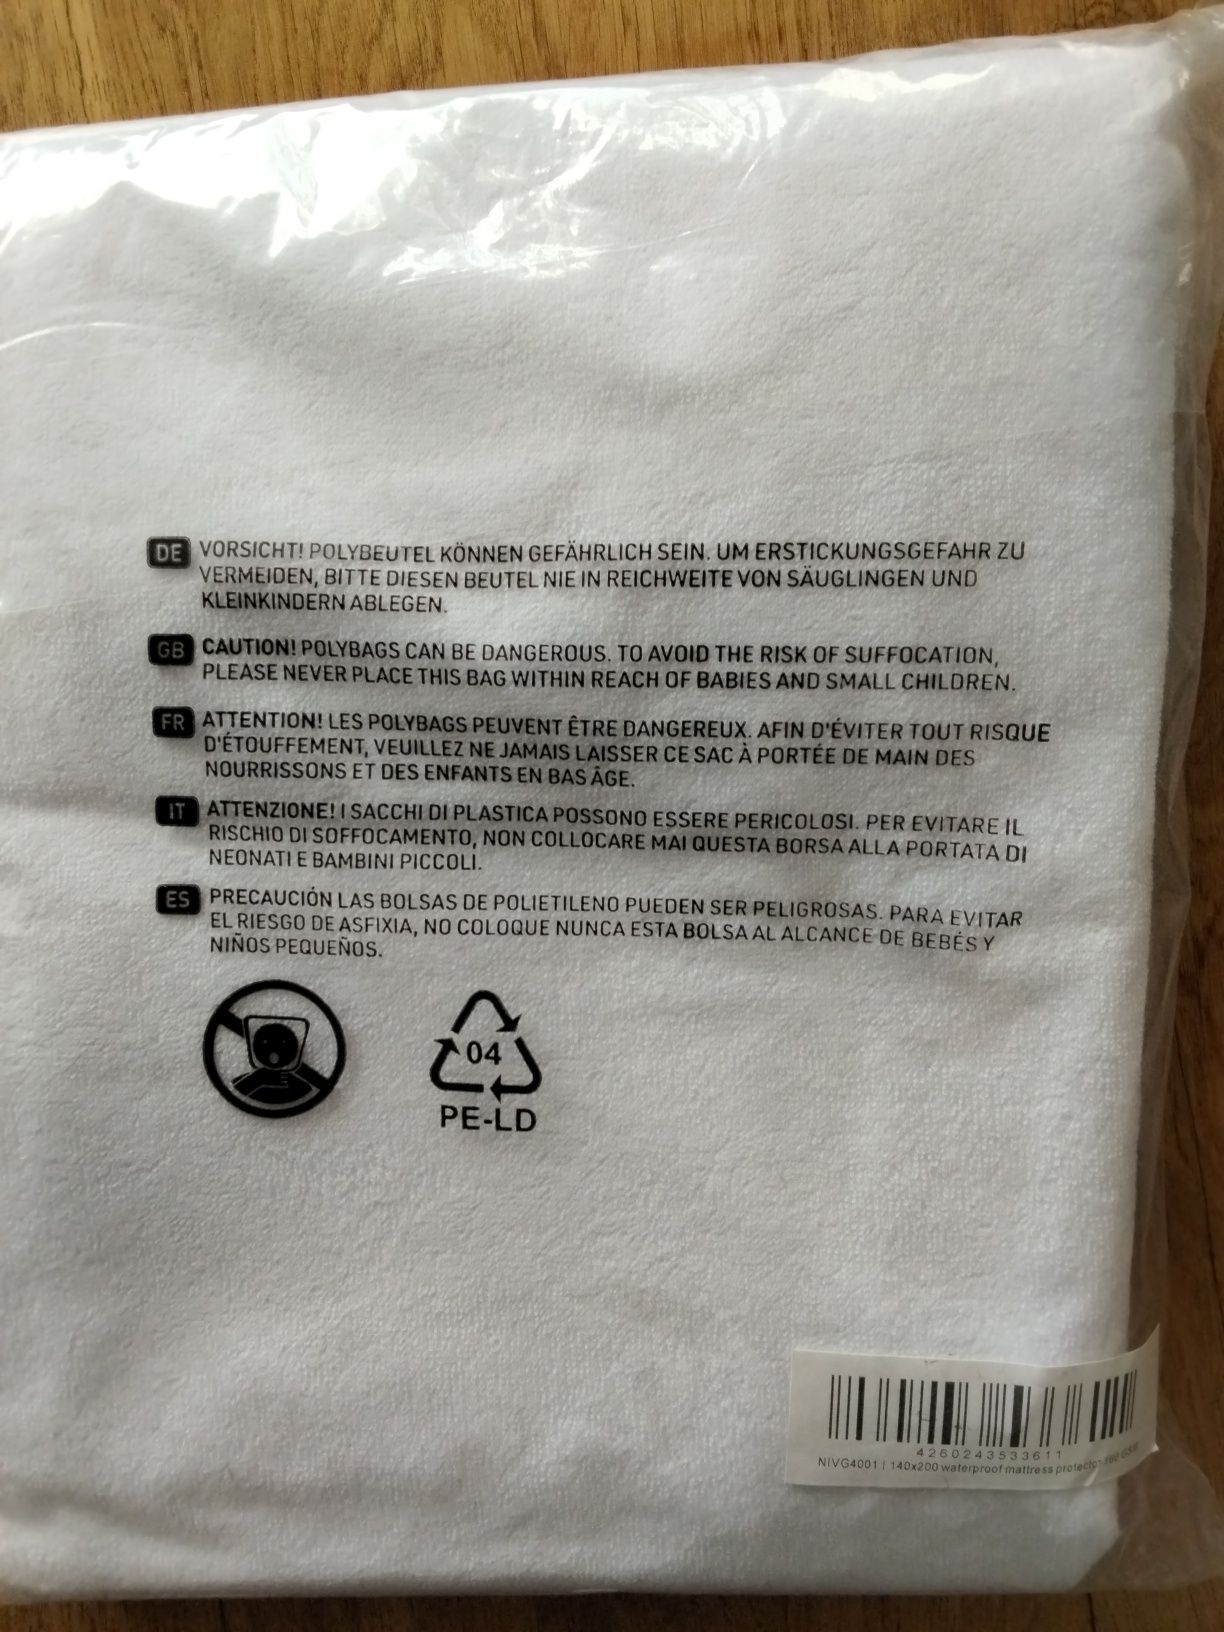 DE VORSICHT! POLYBEUTEL KÖNNEN GEFÄHRLICH SEIN. UM ERSTICKUNGSGEFAHR ZU
VERMEIDEN, BITTE DIESEN BEUTEL NIE IN REICHWEITE VON SÄUGLINGEN UND
KLEINKINDERN ABLEGEN.
GB CAUTION! POLYBAGS CAN BE DANGEROUS. TO AVOID THE RISK OF SUFFOCATION,
PLEASE NEVER PLACE THIS BAG WITHIN REACH OF BABIES AND SMALL CHILDREN.
FR ATTENTION! LES POLYBAGS PEUVENT ÊTRE DANGEREUX. AFIN D'ÉVITER TOUT RISQUE
D'ÉTOUFFEMENT, VEUILLEZ NE JAMAIS LAISSER CE SAC À PORTÉE DE MAIN DES
NOURRISSONS ET DES ENFANTS EN BAS ÂGE.
IT ATTENZIONE! I SACCHI DI PLASTICA POSSONO ESSERE PERICOLOSI. PER EVITARE IL
RISCHIO DI SOFFOCAMENTO, NON COLLOCARE MAI QUESTA BORSA ALLA PORTATA DI
NEONATI E BAMBINI PICCOLI.
ES PRECAUCIÓN LAS BOLSAS DE POLIETILENO PUEDEN SER PELIGROSAS. PARA EVITAR
EL RIESGO DE ASFIXIA, NO COLOQUE NUNCA ESTA BOLSA AL ALCANCE DE BEBÉS Y
NIÑOS PEQUEÑOS.
04
PE-LD
4260243533611
NIVG4001 | 140x200 waterproof mattress protector GSM